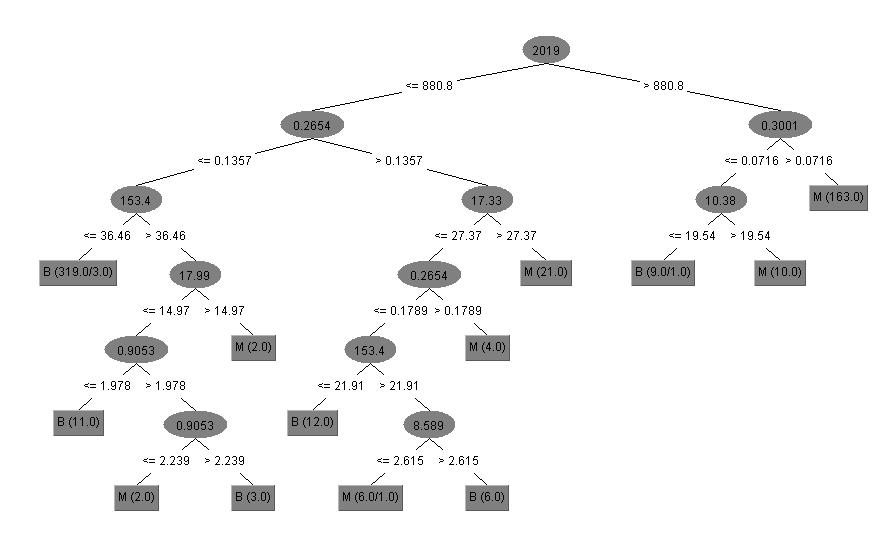 2019
<= 880.8 > 880.8
0.2654 0.3001
<= 0.1357 > 0.1357 <= 0.0716 > 0.0716
153.4 17.33 10.38 M (163.0)
<= 36.46 > 36.46 <= 27.37 > 27.37 <= 19.54 > 19.54
B (319.0/3.0) 17.99 0.2654 M (21.0) B (9.0/1.0) M (10.0)
<= 14.97 > 14.97 <= 0.1789 > 0.1789
0.9053 M (2.0) 153.4 M (4.0)
<= 1.978 > 1.978 <= 21.91 > 21.91
B (11.0) 0.9053 B (12.0) 8.589
<= 2.239 > 2.239 <= 2.615 > 2.615
M (2.0) B (3.0) M (6.0/1.0) B (6.0)